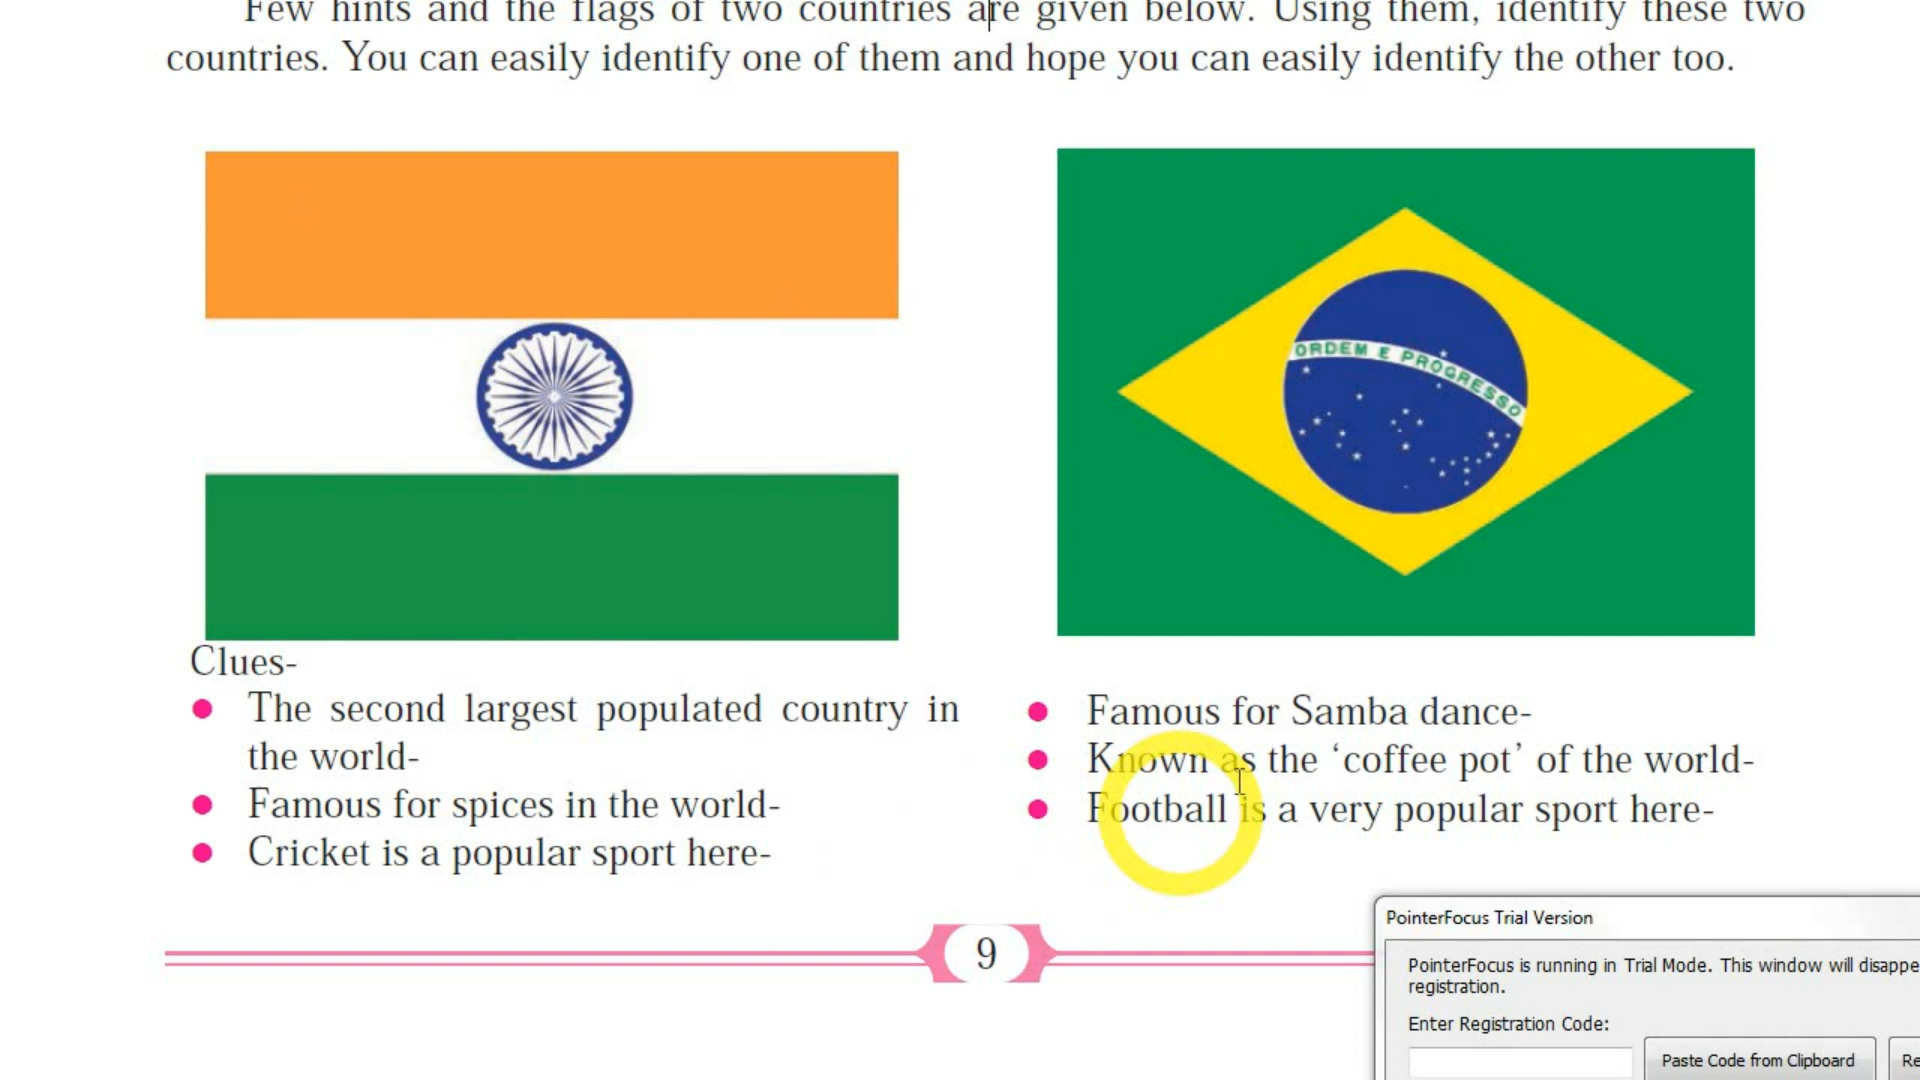 Few hints and the flags of two countries are given below. Using them, identify these two
countries. You can easily identify one of them and hope you can easily identify the other too.
ORDEM E PROGRESSO
Clues-
The second largest populated country in
the world-
Famous for spices in the world-
Cricket is a popular sport here-
Famous for Samba dance-
Known as the ‘coffee pot’ of the world-
Football is a very popular sport here-
9
PointerFocus Trial Version
PointerFocus is running in Trial Mode. This window will disappe
registration.
Enter Registration Code:
Paste Code from Clipboard
Re